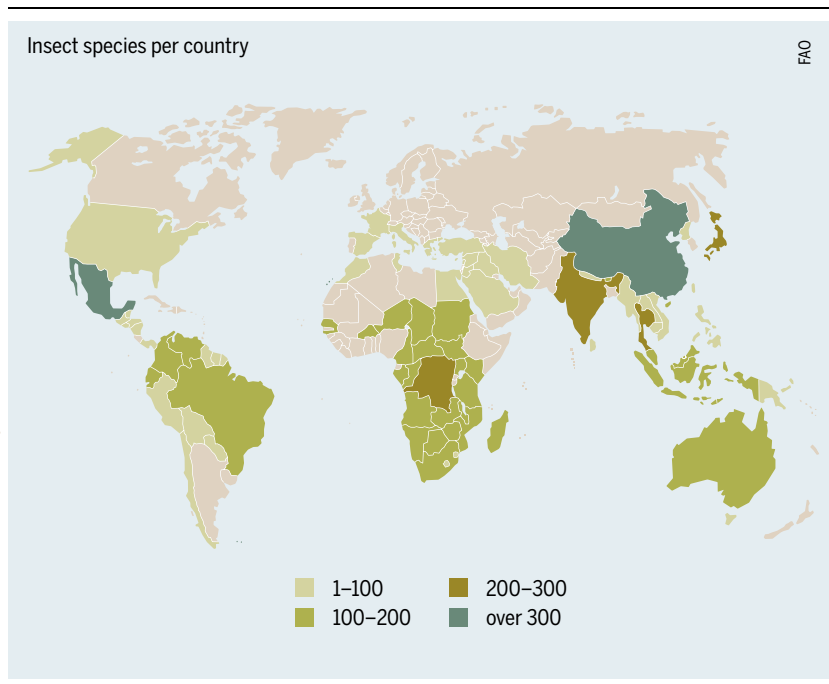 Insect species per country
FAO
1–100
200–300
100–200
over 300